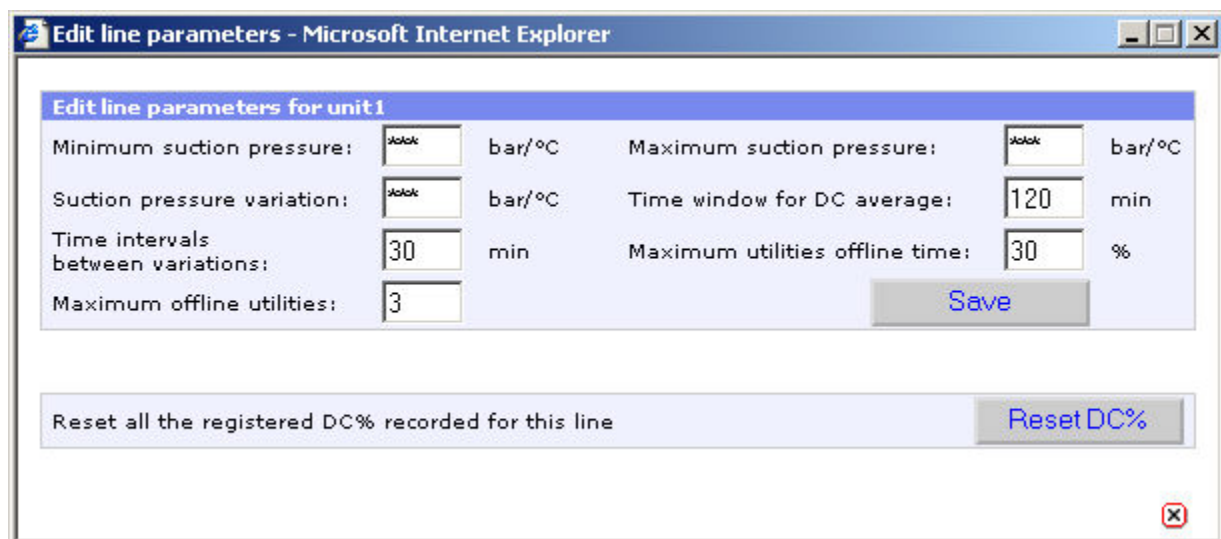 Edit line parameters - Microsoft Internet Explorer
Edit line parameters for unit1
Minimum suction pressure: *** bar/°C Maximum suction pressure: *** bar/°C
Suction pressure variation: *** bar/°C Time window for DC average: 120 min
Time intervals
between variations: 30 min Maximum utilities offline time: 30 %
Maximum offline utilities: 3 Save
Reset all the registered DC% recorded for this line Reset DC%